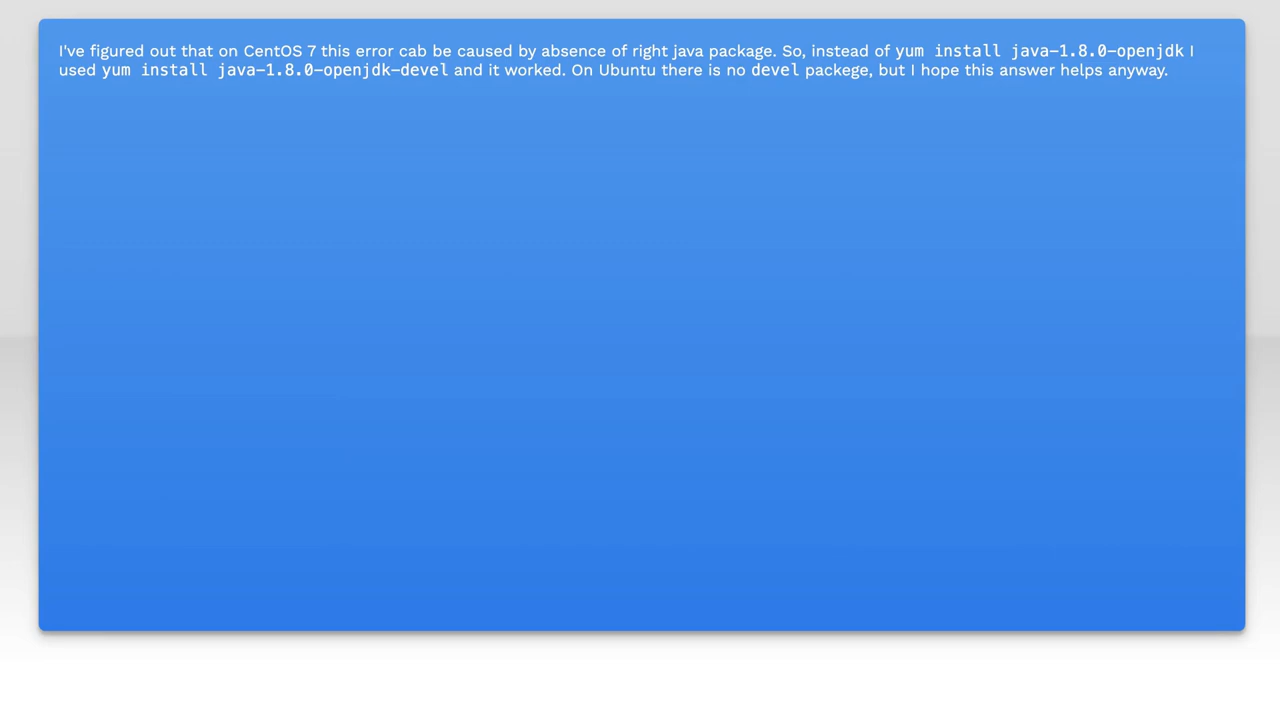 I've figured out that on CentOS 7 this error cab be caused by absence of right java package. So, instead of yum install java-1.8.0-openjdk I
used yum install java-1.8.0-openjdk-devel and it worked. On Ubuntu there is no devel packege, but I hope this answer helps anyway.